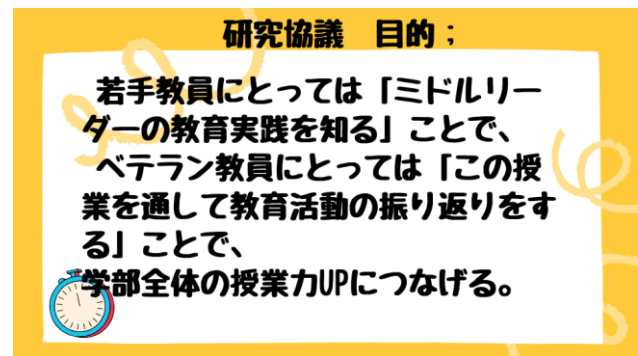 研究協議　目的；
若手教員にとっては「ミドルリー
ダーの教育実践を知る」ことで、
ベテラン教員にとっては「この授
業を通して教育活動の振り返りをす
る」ことで、
学部全体の授業力UPにつなげる。